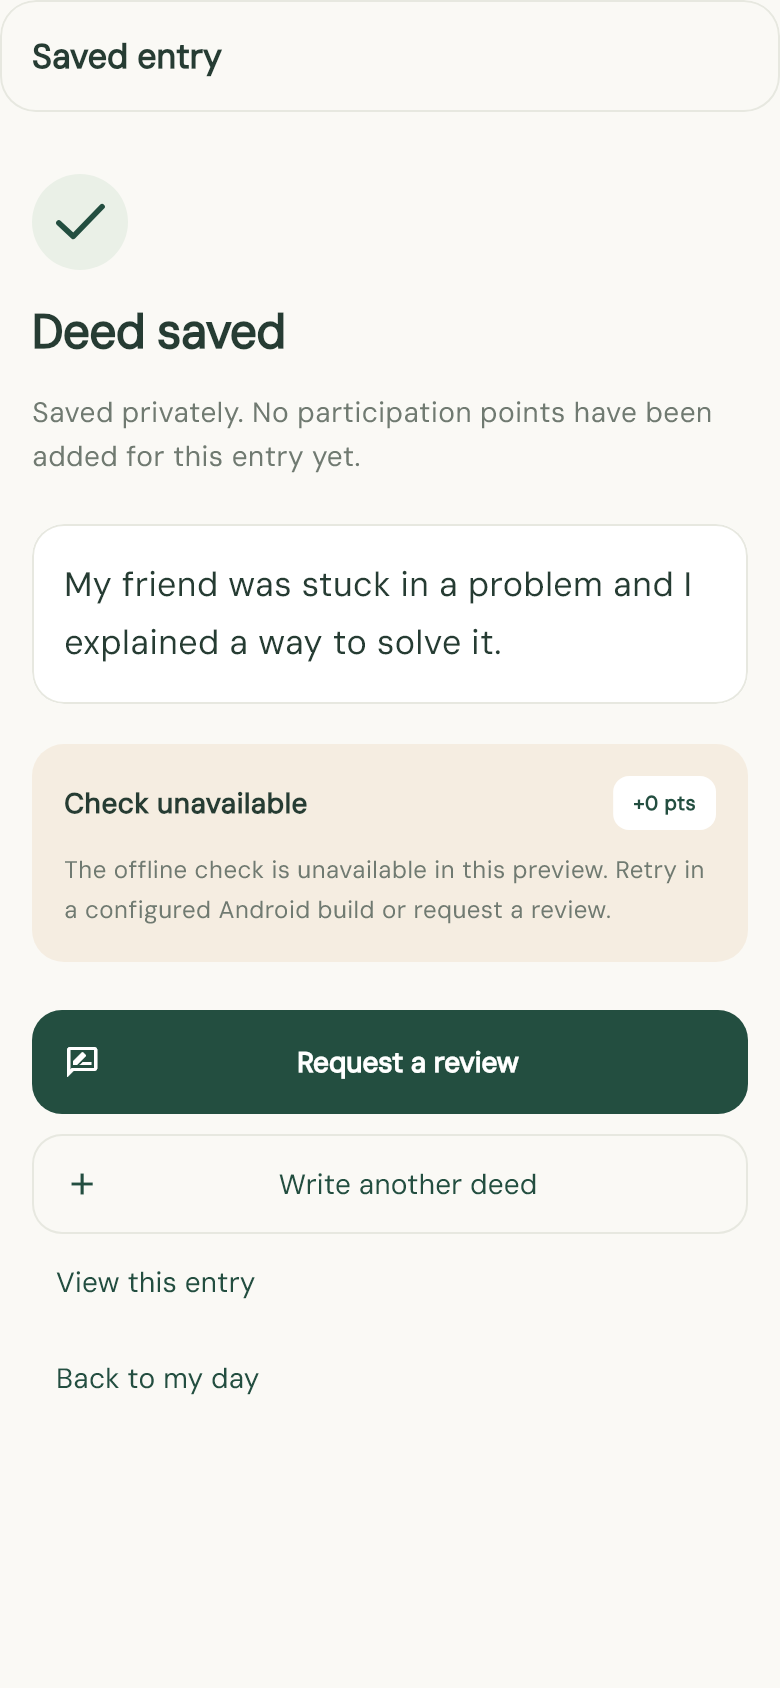 Saved entry
Deed saved
Saved privately. No participation points have been
added for this entry yet.
My friend was stuck in a problem and I
explained a way to solve it.
Check unavailable
+0 pts
The offline check is unavailable in this preview. Retry in
a configured Android build or request a review.
Request a review
Write another deed
View this entry
Back to my day